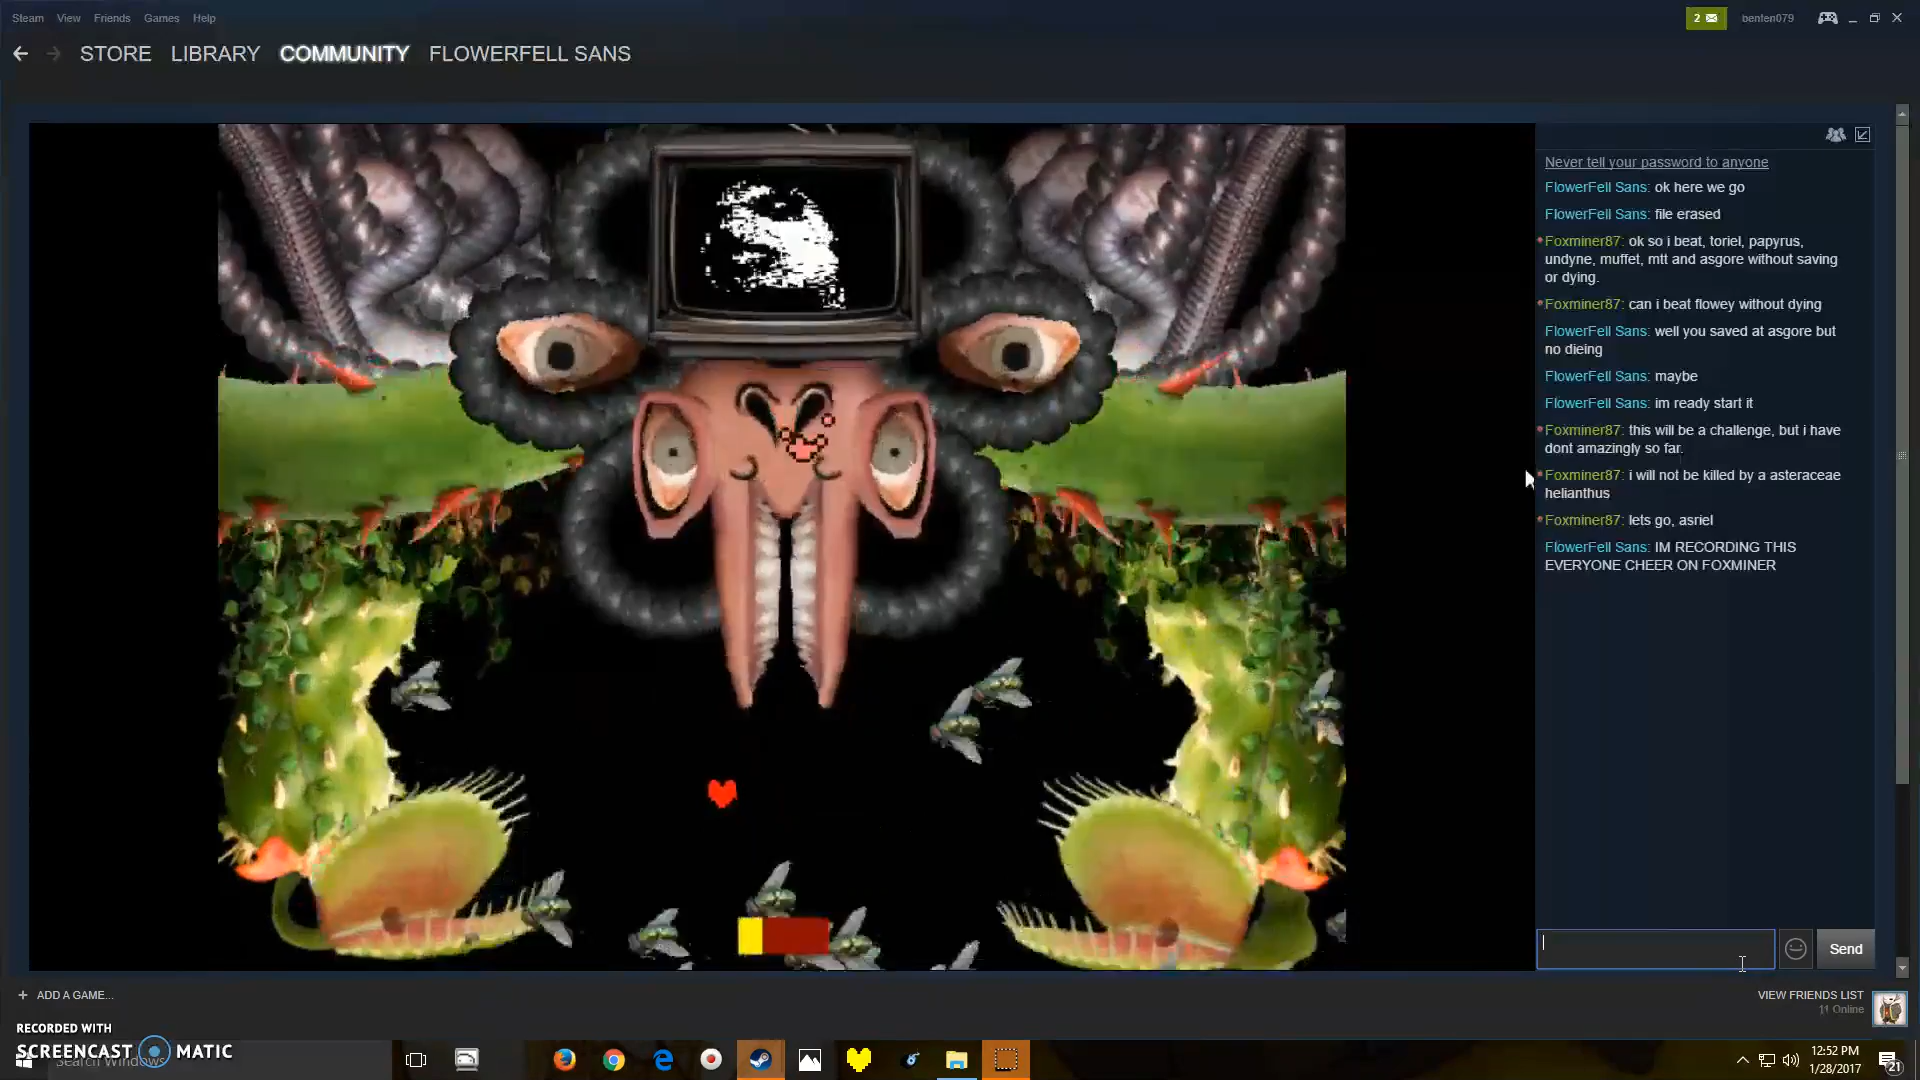 Steam View Friends Games Help
2
benten079
STORE LIBRARY COMMUNITY FLOWERFELL SANS
Never tell your password to anyone
FlowerFell Sans: ok here we go
FlowerFell Sans: file erased
Foxminer87: ok so i beat, toriel, papyrus,
undyne, muffet, mtt and asgore without saving
or dying.
Foxminer87: can i beat flowey without dying
FlowerFell Sans: well you saved at asgore but
no dieing
FlowerFell Sans: maybe
FlowerFell Sans: im ready start it
Foxminer87: this will be a challenge, but i have
dont amazingly so far.
Foxminer87: i will not be killed by a asteraceae
helianthus
Foxminer87: lets go, asriel
FlowerFell Sans: IM RECORDING THIS
EVERYONE CHEER ON FOXMINER
Send
+ ADD A GAME...
VIEW FRIENDS LIST
11 Online
RECORDED WITH
SCREENCAST MATIC
Search Windows
12:52 PM
1/28/2017
21